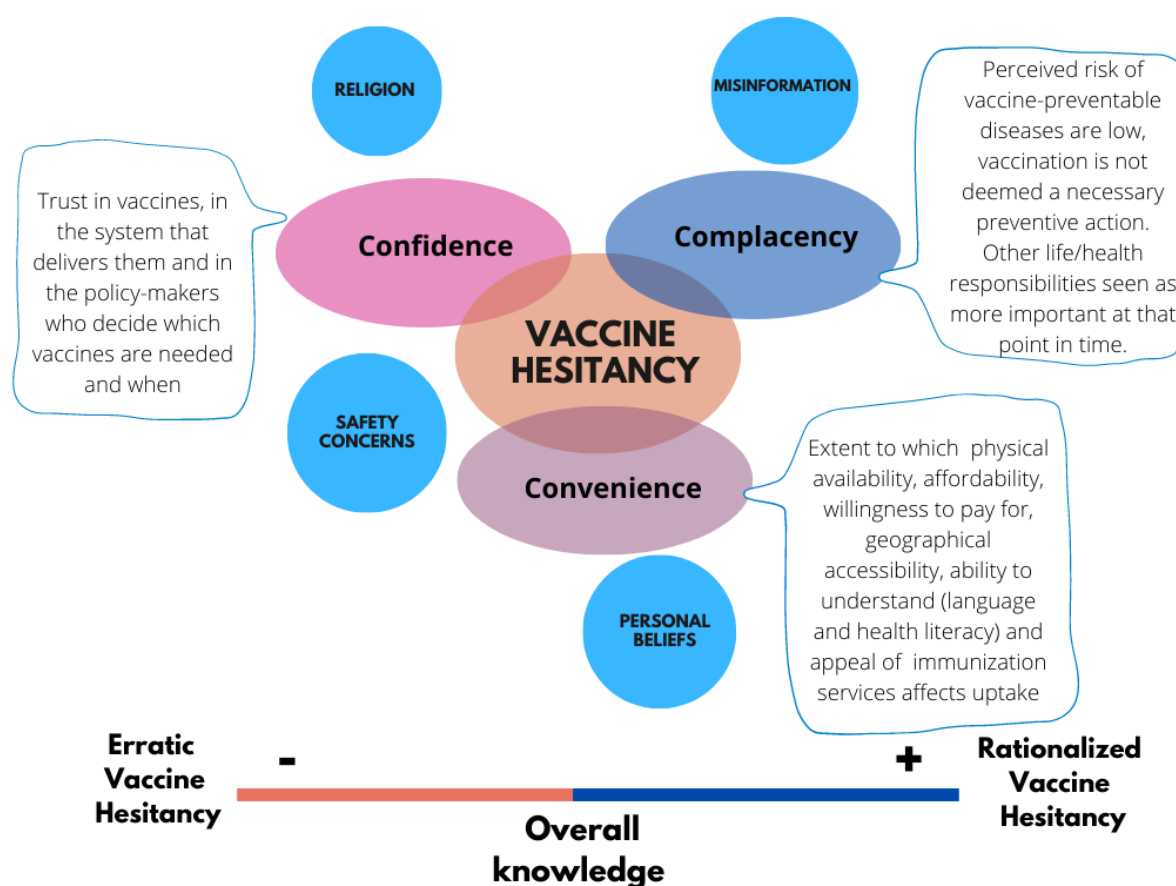 RELIGION
MISINFORMATION
Perceived risk of
vaccine-preventable
diseases are low,
vaccination is not
deemed a necessary
preventive action.
Other life/health
responsibilities seen as
more important at that
point in time.
Trust in vaccines, in
the system that
delivers them and in
the policy-makers
who decide which
vaccines are needed
and when
Confidence
Complacency
VACCINE
HESITANCY
SAFETY
CONCERNS
Convenience
Extent to which physical
availability, affordability,
willingness to pay for,
geographical
accessibility, ability to
understand (language
and health literacy) and
appeal of immunization
services affects uptake
PERSONAL
BELIEFS
Erratic
Vaccine
Hesitancy
-
+
Rationalized
Vaccine
Hesitancy
Overall
knowledge